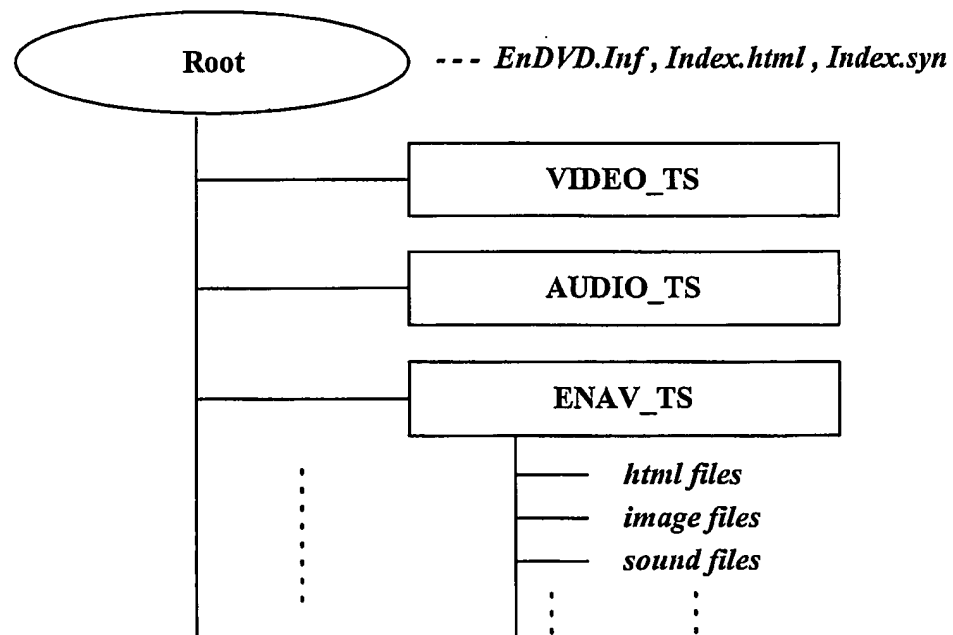 Root --- EnDVD.Inf , Index.html , Index.syn
VIDEO_TS
AUDIO_TS
ENAV_TS
html files
image files
sound files